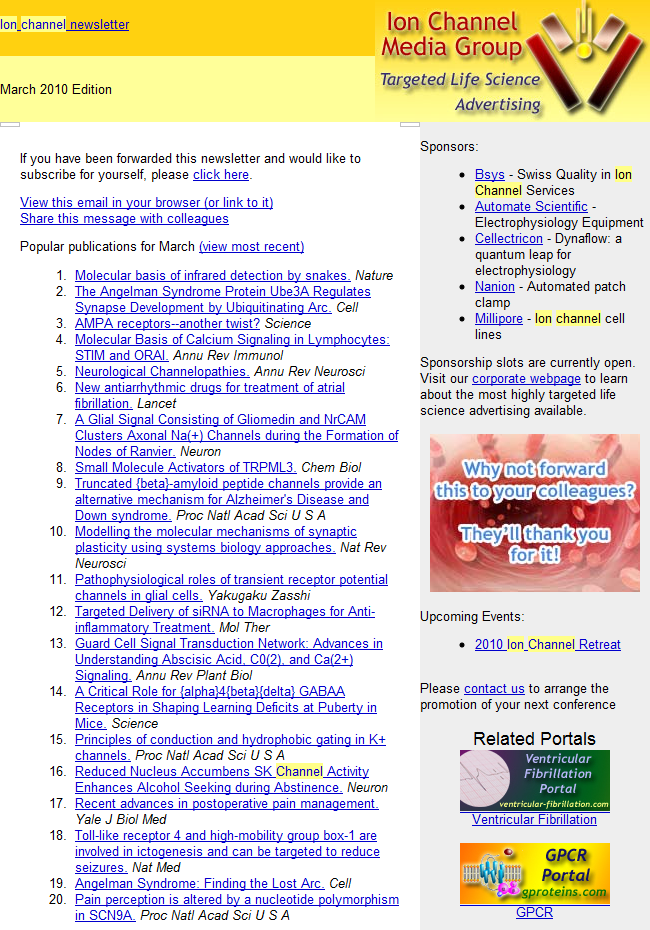 Ion channel newsletter
Ion Channel
Media Group
Targeted Life Science
Advertising
March 2010 Edition
If you have been forwarded this newsletter and would like to
subscribe for yourself, please click here.
View this email in your browser (or link to it)
Share this message with colleagues
Popular publications for March (view most recent)
1. Molecular basis of infrared detection by snakes. Nature
2. The Angelman Syndrome Protein Ube3A Regulates
Synapse Development by Ubiquitinating Arc. Cell
3. AMPA receptors--another twist? Science
4. Molecular Basis of Calcium Signaling in Lymphocytes:
STIM and ORAI. Annu Rev Immunol
5. Neurological Channelopathies. Annu Rev Neurosci
6. New antiarrhythmic drugs for treatment of atrial
fibrillation. Lancet
7. A Glial Signal Consisting of Gliomedin and NrCAM
Clusters Axonal Na(+) Channels during the Formation of
Nodes of Ranvier. Neuron
8. Small Molecule Activators of TRPML3. Chem Biol
9. Truncated {beta}-amyloid peptide channels provide an
alternative mechanism for Alzheimer's Disease and
Down syndrome. Proc Natl Acad Sci U S A
10. Modelling the molecular mechanisms of synaptic
plasticity using systems biology approaches. Nat Rev
Neurosci
11. Pathophysiological roles of transient receptor potential
channels in glial cells. Yakugaku Zasshi
12. Targeted Delivery of siRNA to Macrophages for Anti-
inflammatory Treatment. Mol Ther
13. Guard Cell Signal Transduction Network: Advances in
Understanding Abscisic Acid, C0(2), and Ca(2+)
Signaling. Annu Rev Plant Biol
14. A Critical Role for {alpha}4{beta}{delta} GABAA
Receptors in Shaping Learning Deficits at Puberty in
Mice. Science
15. Principles of conduction and hydrophobic gating in K+
channels. Proc Natl Acad Sci U S A
16. Reduced Nucleus Accumbens SK Channel Activity
Enhances Alcohol Seeking during Abstinence. Neuron
17. Recent advances in postoperative pain management.
Yale J Biol Med
18. Toll-like receptor 4 and high-mobility group box-1 are
involved in ictogenesis and can be targeted to reduce
seizures. Nat Med
19. Angelman Syndrome: Finding the Lost Arc. Cell
20. Pain perception is altered by a nucleotide polymorphism
in SCN9A. Proc Natl Acad Sci U S A
Sponsors:
• Bsys - Swiss Quality in Ion
Channel Services
• Automate Scientific -
Electrophysiology Equipment
• Cellectricon - Dynaflow: a
quantum leap for
electrophysiology
• Nanion - Automated patch
clamp
• Millipore - Ion channel cell
lines
Sponsorship slots are currently open.
Visit our corporate webpage to learn
about the most highly targeted life
science advertising available.
Why not forward
this to your colleagues?
They'll thank you
for it!
Upcoming Events:
• 2010 Ion Channel Retreat
Please contact us to arrange the
promotion of your next conference
Related Portals
Ventricular
Fibrillation
Portal
ventricular-fibrillation.com
Ventricular Fibrillation
GPCR
Portal
gproteins.com
GPCR